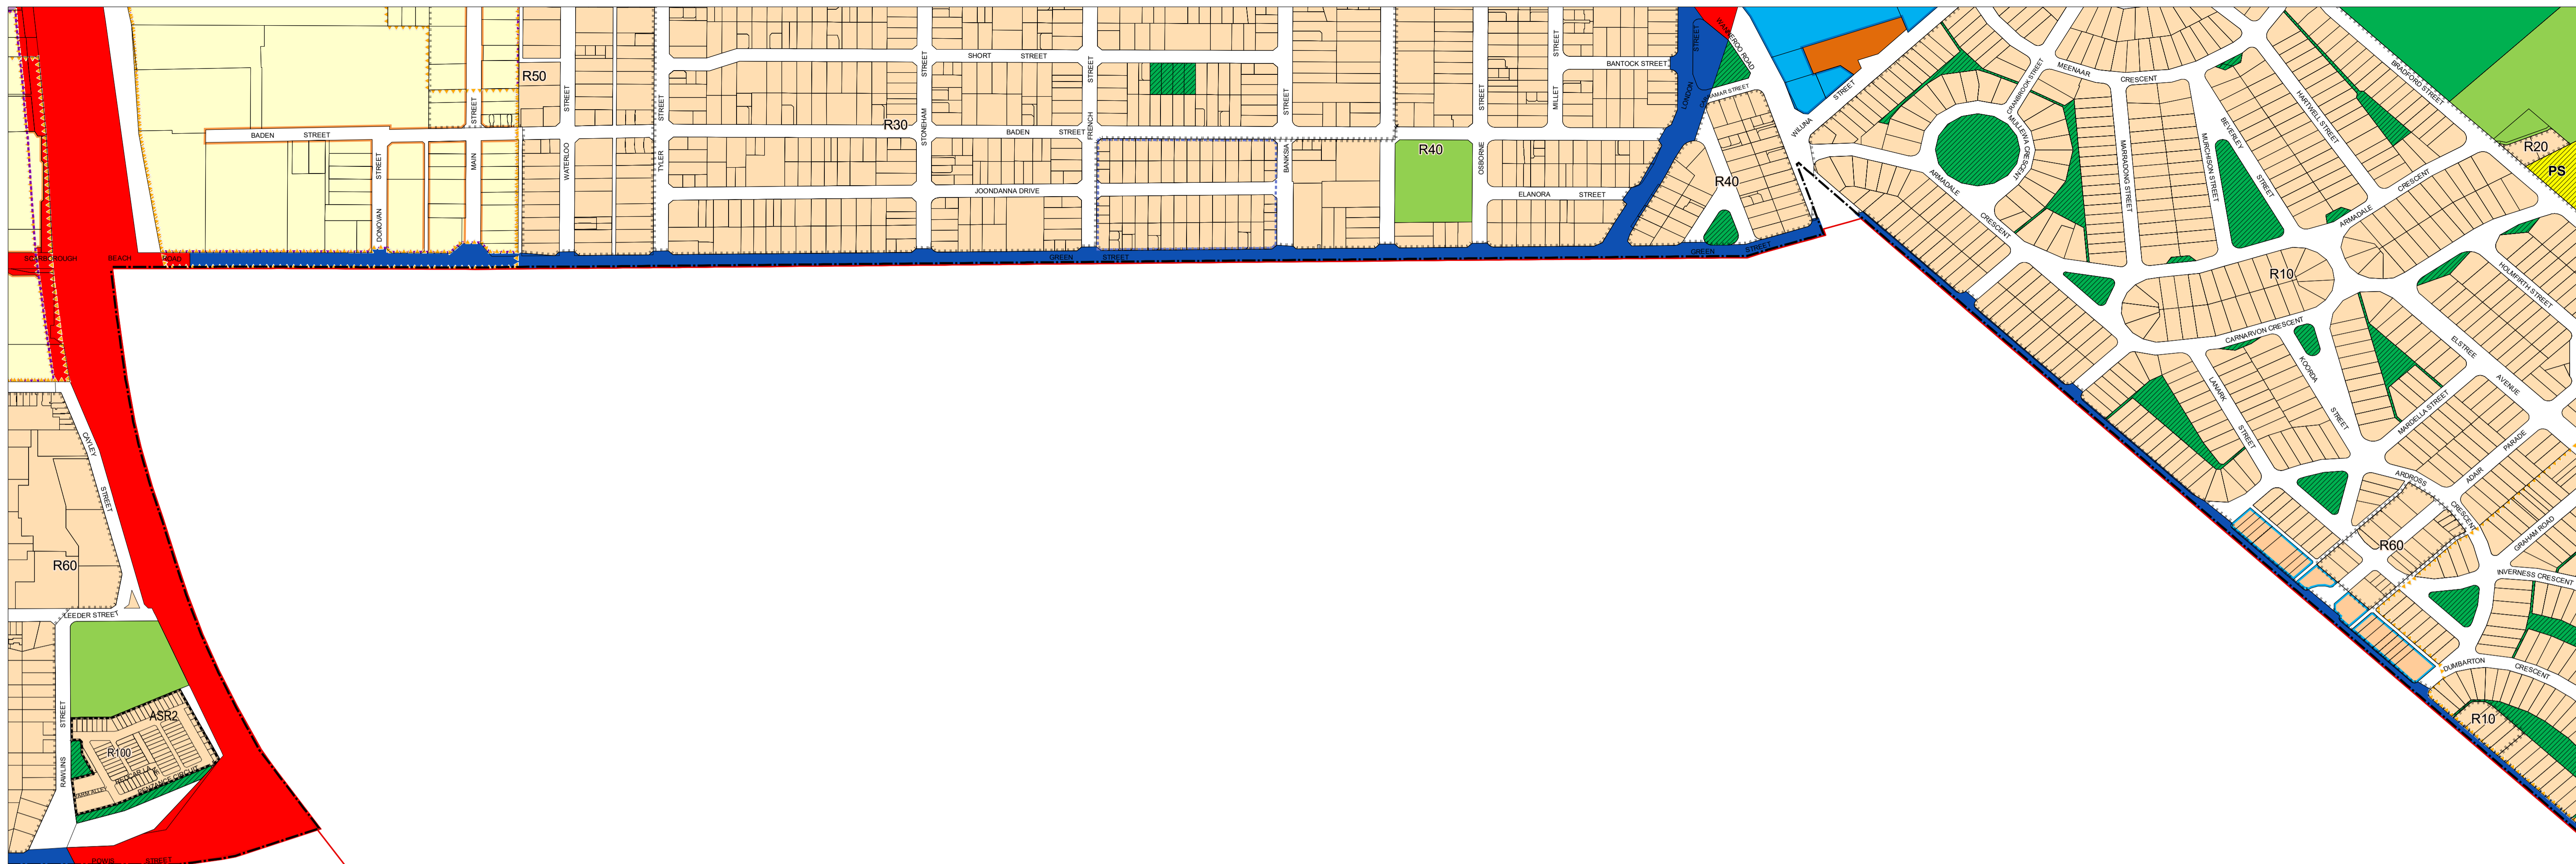 SHORT STREET
R50
BANTOCK STREET
STREET
STREET
STREET
STREET
STREET
STREET
STREET
STREET
STREET
LONDON
WANNEROO ROAD
MEENAAR
CRESCENT
CRANBROOK STREET
BRADFORD STREET
HARTWELL STREET
WILUNA
STREET
R30
BADEN STREET
BADEN STREET
STREET
MAIN
DONOVAN
WATERLOO
TYLER
STONEHAM
FRENCH
BANKSIA
OSBORNE
MILLET
R40
JOONDANNA DRIVE
ELANORA STREET
R40
MULLEWA CRESCENT
ARMADALE
CRESCENT
MARRADONG STREET
MURCHISON STREET
BEVERLEY
STREET
ARMADALE
CRESCENT
R20
PS
SCARBOROUGH BEACH ROAD
GREEN STREET
GREEN STREET
R10
HOLMFIRTH STREET
CARNARVON CRESCENT
LANARK
STREET
KOORDA
STREET
ELSTREE
AVENUE
MARDELLA STREET
ADAIR
PARADE
ARDROSS
CRESCENT
GRAHAM ROAD
INVERNESS CRESCENT
R60
DUMBARTON
CRESCENT
R10
CAYLEY
STREET
R60
LEEDER STREET
STREET
RAWLINS
ASR2
R100
POWIS STREET